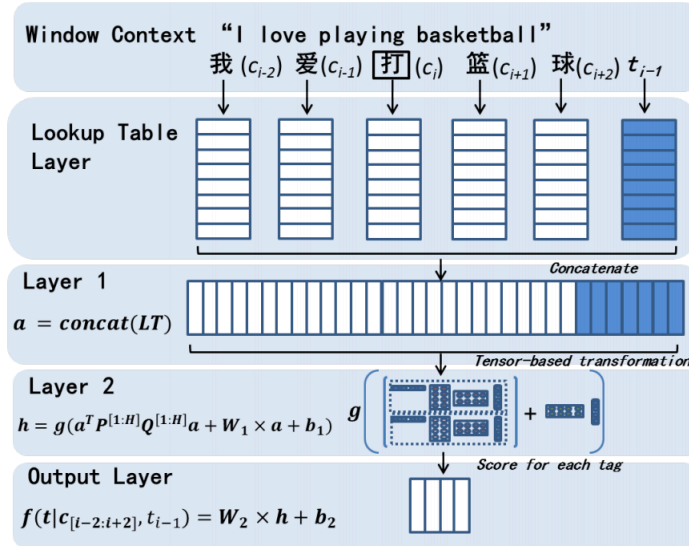 Window Context “I love playing basketball”
我 (c_{i-2}) 爱 (c_{i-1}) 打 (c_i) 篮 (c_{i+1}) 球 (c_{i+2}) t_{i-1}
Lookup Table
Layer
Concatenate
Layer 1
a = concat(LT)
Tensor-based transformation
Layer 2
h = g(a^T P^{[1:H]} Q^{[1:H]} a + W_1 × a + b_1) g +
Score for each tag
Output Layer
f(t|c_{[i-2:i+2]}, t_{i-1}) = W_2 × h + b_2